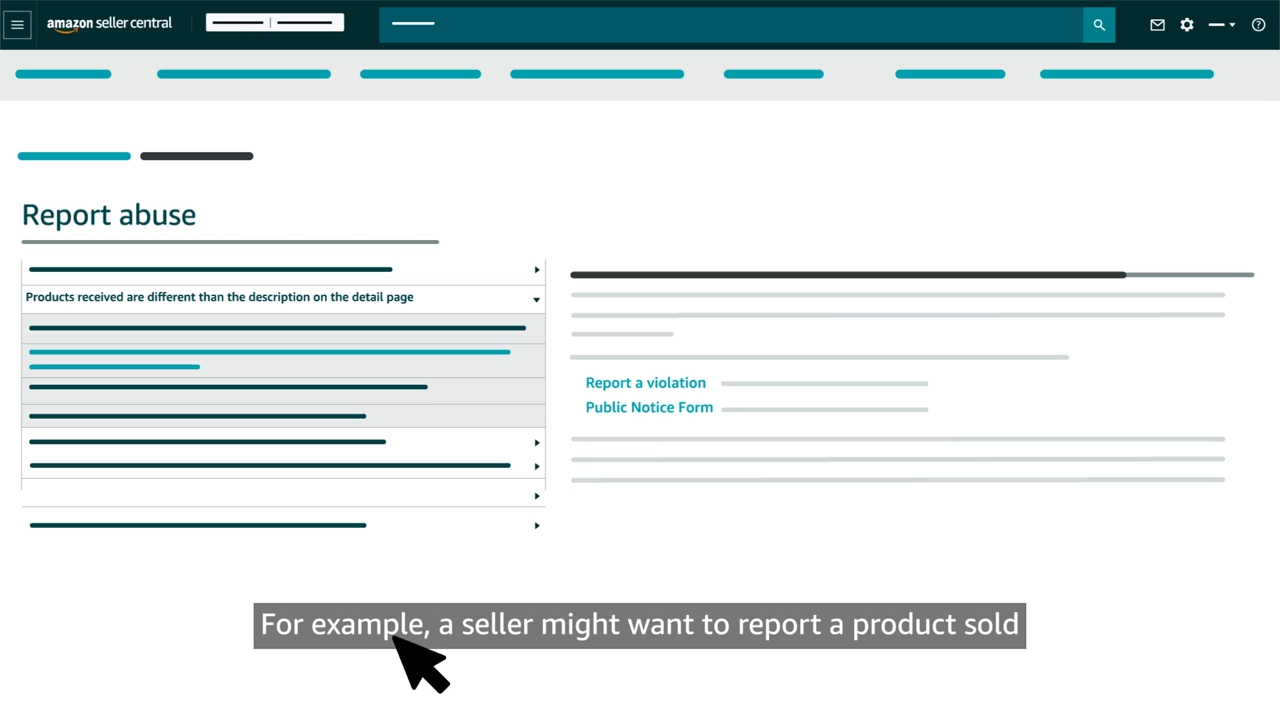 amazon seller central
Report abuse
Products received are different than the description on the detail page
Report a violation
Public Notice Form
For example, a seller might want to report a product sold